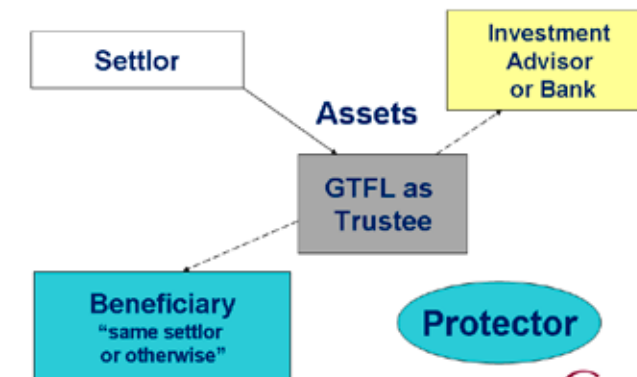 Settlor
Investment
Advisor
or Bank
Assets
GTFL as
Trustee
Beneficiary
“same settlor
or otherwise”
Protector